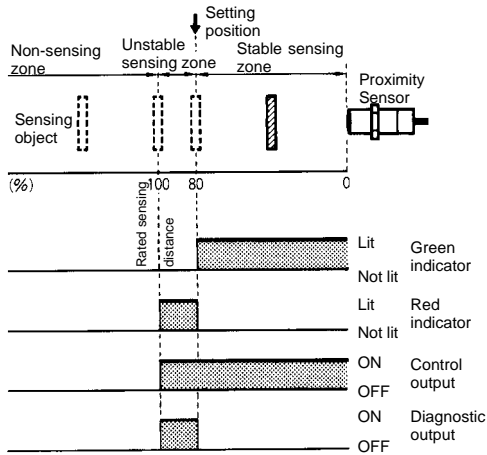 Setting
position
Non-sensing
zone
Unstable
sensing zone
Stable sensing
zone
Proximity
Sensor
Sensing
object
(%)
100
80
0
Rated sensing
distance
Lit
Not lit
Green
indicator
Lit
Not lit
Red
indicator
ON
OFF
Control
output
ON
OFF
Diagnostic
output